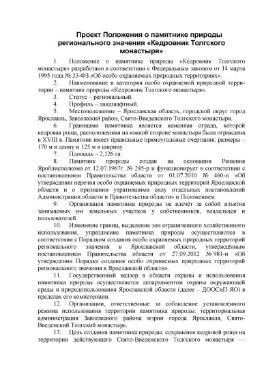 Проект Положения о памятнике природы
регионального значения «Кедровник Толгского
монастыря»
1. Положение о памятнике природы «Кедровник Толгского
монастыря» разработано в соответствии с Федеральным законом от 14 марта
1995 года № 33-ФЗ «Об особо охраняемых природных территориях».
2. Наименование и категория особо охраняемой природной терри-
тории – памятник природы «Кедровник Толгского монастыря».
3. Статус – региональный.
4. Профиль – ландшафтный.
5. Местоположение – Ярославская область, городской округ город
Ярославль, Заволжский район, Свято-Введенский Толгский монастырь.
6. Границами памятника является каменная ограда, которой
кедровая роща, расположенная на южной стороне монастыря была ограждена
в XVIII в. Памятник имеет правильные прямоугольные очертания: размеры –
170 м в длину и 125 м в ширину.
7. Площадь – 2,126 га.
8. Памятник природы создан на основании Решения
Яроблисполкома от 12.07.1967г. № 245-р и функционирует в соответствии с
постановлением Правительства области от 01.07.2010 № 460-п «Об
утверждении перечня особо охраняемых природных территорий Ярославской
области и о признании утратившими силу отдельных постановлений
Администрации области и Правительства области» и Положением.
9. Организация памятника природы не влечет за собой изъятия
занимаемых им земельных участков у собственников, владельцев и
пользователей.
10. Изменение границ, выделение зон ограниченного хозяйственного
использования, упразднение памятника природы осуществляется в
соответствии с Порядком создания особо охраняемых природных территорий
регионального значения в Ярославской области, утверждённым
постановлением Правительства области от 27.09.2012 № 981-п «Об
утверждении Порядка создания особо охраняемых природных территорий
регионального значения в Ярославской области».
11. Государственный надзор в области охраны и использования
памятника природы осуществляется департаментом охраны окружающей
среды и природопользования Ярославской области (далее – ДООСиП ЯО) в
пределах его компетенции.
12. Организации, ответственные за соблюдение установленного
режима использования территории памятника природы: территориальная
администрация Заволжского района мэрии города Ярославля, Свято-
Введенский Толгский монастырь.
13. Цель создания памятника природы: сохранение кедровой рощи на
территории действующего Свято-Введенского Толгского монастыря —